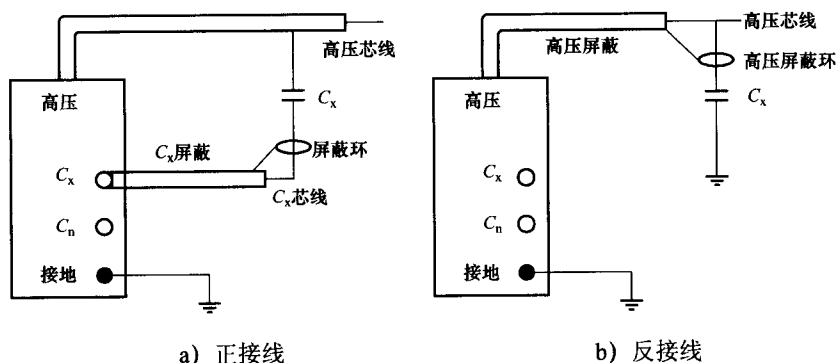 高压芯线
高压
Cx
Cx屏蔽
屏蔽环
Cx
Cx芯线
Cn
接地
a) 正接线
高压芯线
高压屏蔽
高压屏蔽环
高压
Cx
Cx
Cn
接地
b) 反接线